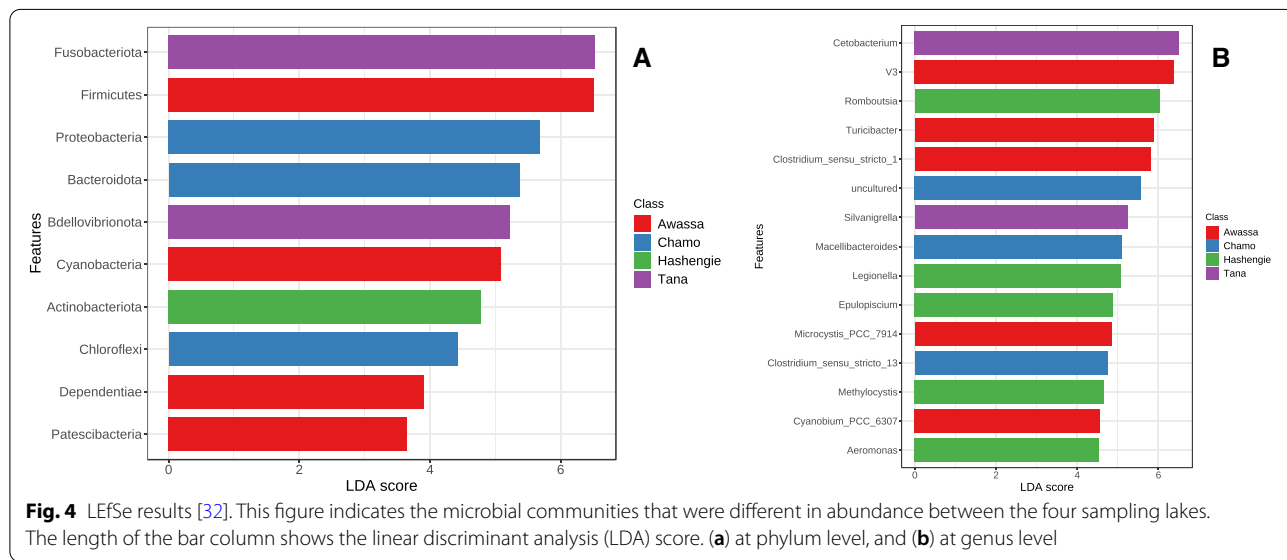 A
Fusobacteriota
Firmicutes
Proteobacteria
Bacteroidota
Bdellovibrionota
Cyanobacteria
Actinobacteriota
Chloroflexi
Dependentiae
Patescibacteria
Features
0 2 4 6
LDA score
Class
Awassa
Chamo
Hashengie
Tana
B
Cetobacterium
V3
Romboutsia
Turicibacter
Clostridium_sensu_stricto_1
uncultured
Silvanigrella
Macellibacteroides
Legionella
Epulopiscium
Microcystis_PCC_7914
Clostridium_sensu_stricto_13
Methylocystis
Cyanobium_PCC_6307
Aeromonas
Features
0 2 4 6
LDA score
Class
Awassa
Chamo
Hashengie
Tana
Fig. 4 LEfSe results [32]. This figure indicates the microbial communities that were different in abundance between the four sampling lakes.
The length of the bar column shows the linear discriminant analysis (LDA) score. (a) at phylum level, and (b) at genus level